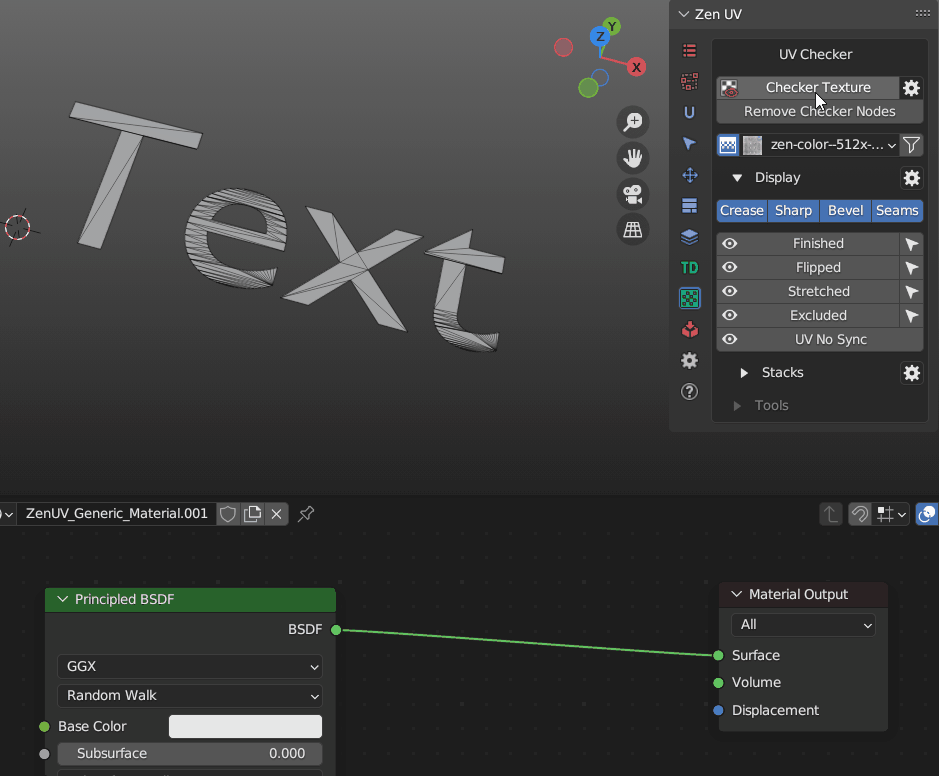 Zen UV
UV Checker
Checker Texture
Remove Checker Nodes
zen-color--512x-...
Display
Crease Sharp Bevel Seams
Finished
Flipped
Stretched
Excluded
UV No Sync
Stacks
Tools
TD
Y
Z
X
Text
ZenUV_Generic_Material.001
Principled BSDF
BSDF
GGX
Random Walk
Base Color
Subsurface 0.000
Material Output
All
Surface
Volume
Displacement